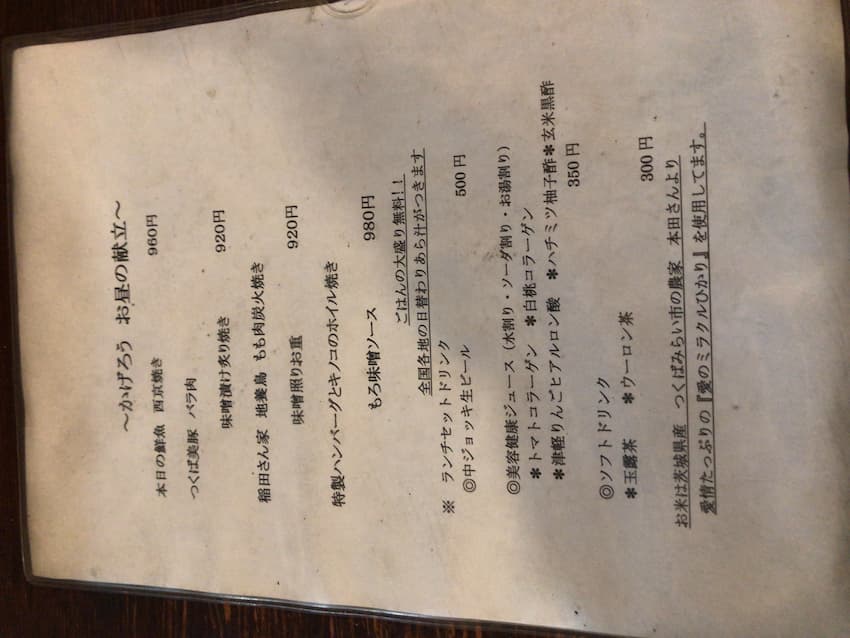 ～かげろう　お昼の献立～
本日の鮮魚　西京焼き　960円
つくば美豚　バラ肉
味噌漬け炙り焼き　920円
稲田さん家　地養鳥　もも肉炭火焼き
味噌照りお重　920円
特製ハンバーグとキノコのホイル焼き
もろ味噌ソース　980円
ごはんの大盛り無料！！
全国各地の日替わりあら汁がつきます
※　ランチセットドリンク
◎中ジョッキ生ビール　500円
◎美容健康ジュース（水割り・ソーダ割り・お湯割り）
＊トマトコラーゲン　＊白桃コラーゲン
＊津軽りんごヒアルロン酸　＊ハチミツ柚子酢＊玄米黒酢
350円
◎ソフトドリンク
＊玉露茶　＊ウーロン茶　300円
お米は茨城県産　つくばみらい市の農家　本田さんより
愛情たっぷりの『愛のミラクルひかり』を使用してます。